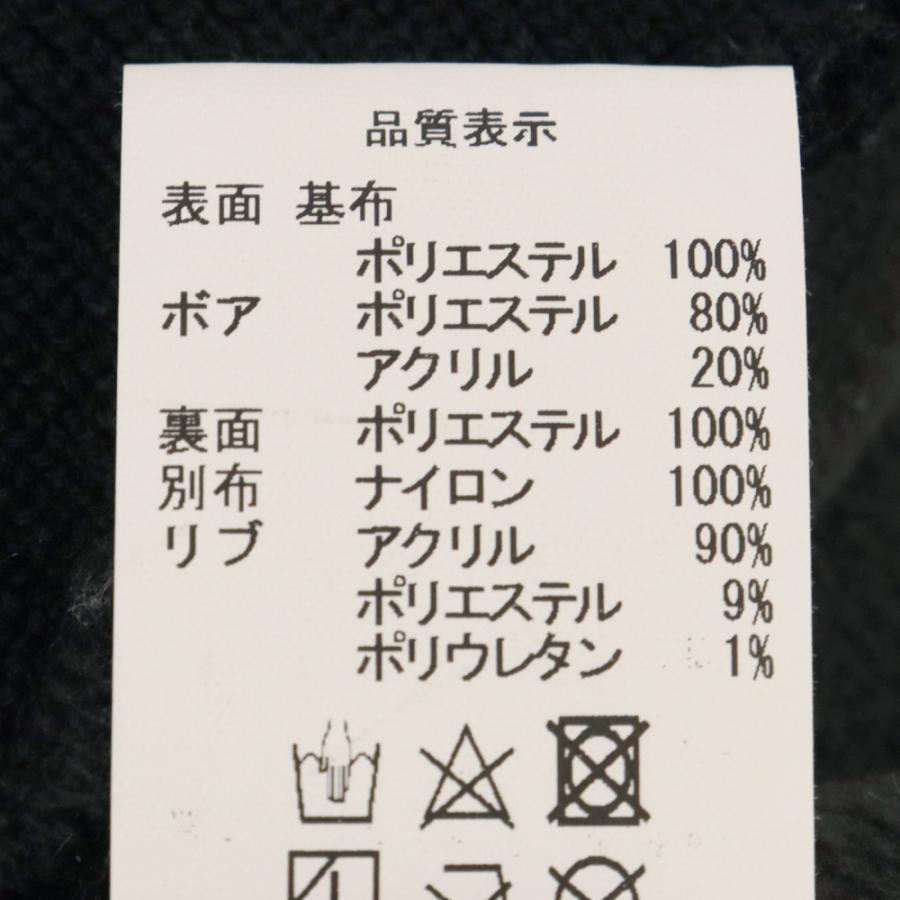 品質表示
表面 基布
ポリエステル 100%
ボア ポリエステル 80%
アクリル 20%
裏面 ポリエステル 100%
別布 ナイロン 100%
リブ アクリル 90%
ポリエステル 9%
ポリウレタン 1%